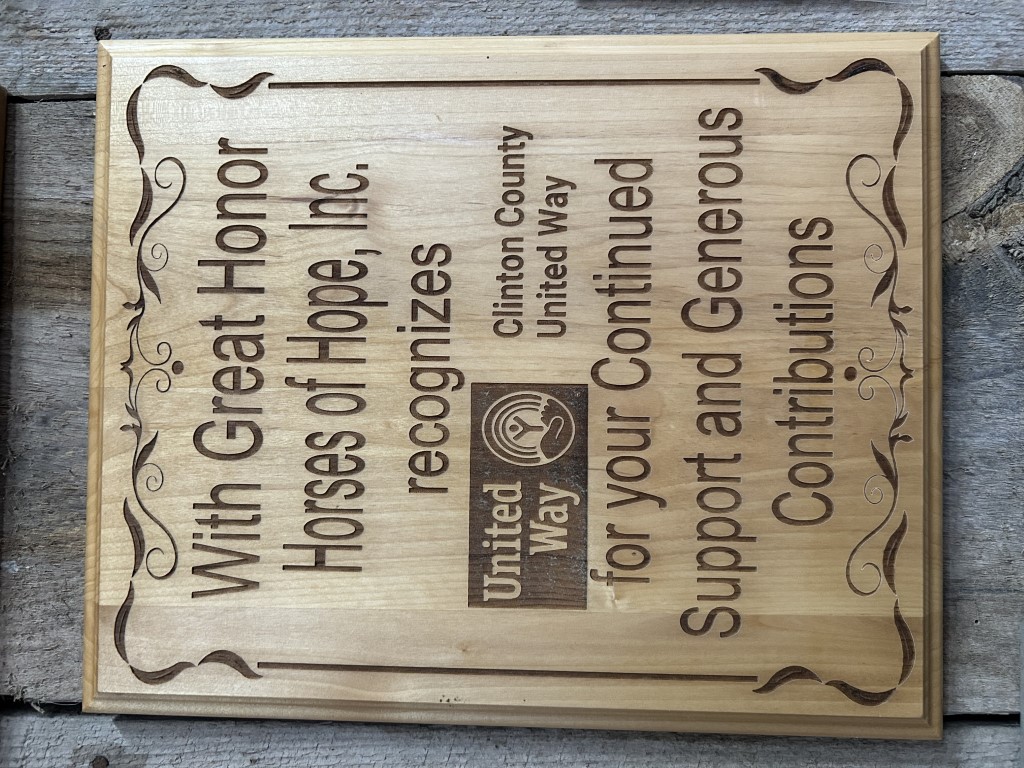 With Great Honor
Horses of Hope, Inc.
recognizes
United
Way
Clinton County
United Way
for your Continued
Support and Generous
Contributions